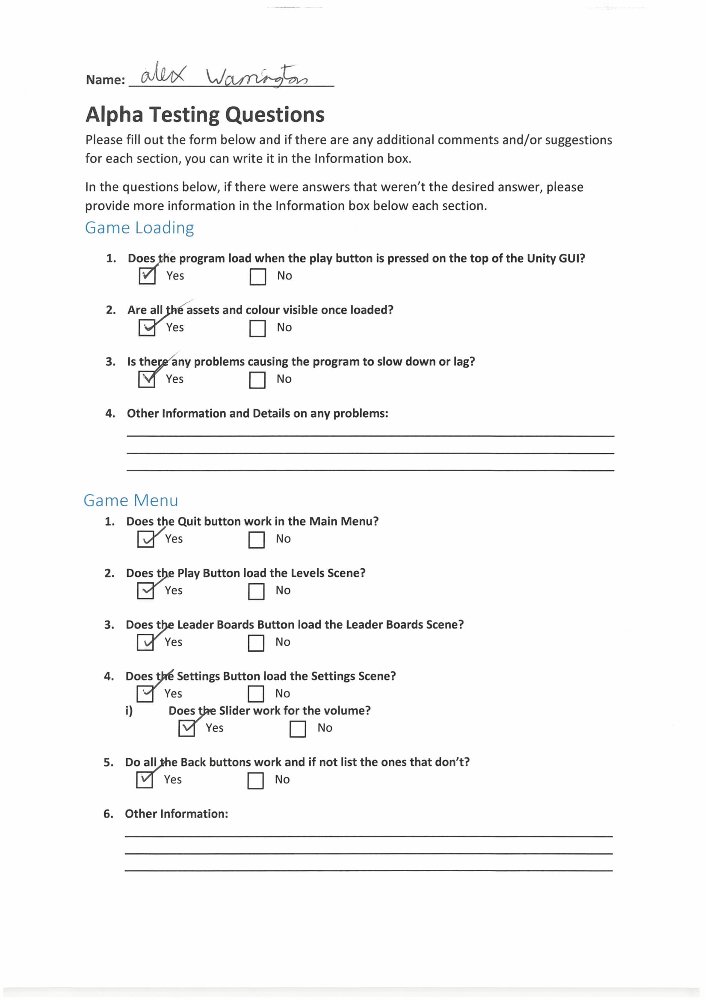 Name: alex Warrington
Alpha Testing Questions
Please fill out the form below and if there are any additional comments and/or suggestions
for each section, you can write it in the Information box.
In the questions below, if there were answers that weren't the desired answer, please
provide more information in the Information box below each section.
Game Loading
1. Does the program load when the play button is pressed on the top of the Unity GUI?
☑ Yes ☐ No
2. Are all the assets and colour visible once loaded?
☑ Yes ☐ No
3. Is there any problems causing the program to slow down or lag?
☑ Yes ☐ No
4. Other Information and Details on any problems:
Game Menu
1. Does the Quit button work in the Main Menu?
☑ Yes ☐ No
2. Does the Play Button load the Levels Scene?
☑ Yes ☐ No
3. Does the Leader Boards Button load the Leader Boards Scene?
☑ Yes ☐ No
4. Does the Settings Button load the Settings Scene?
☑ Yes ☐ No
i) Does the Slider work for the volume?
☑ Yes ☐ No
5. Do all the Back buttons work and if not list the ones that don't?
☑ Yes ☐ No
6. Other Information: